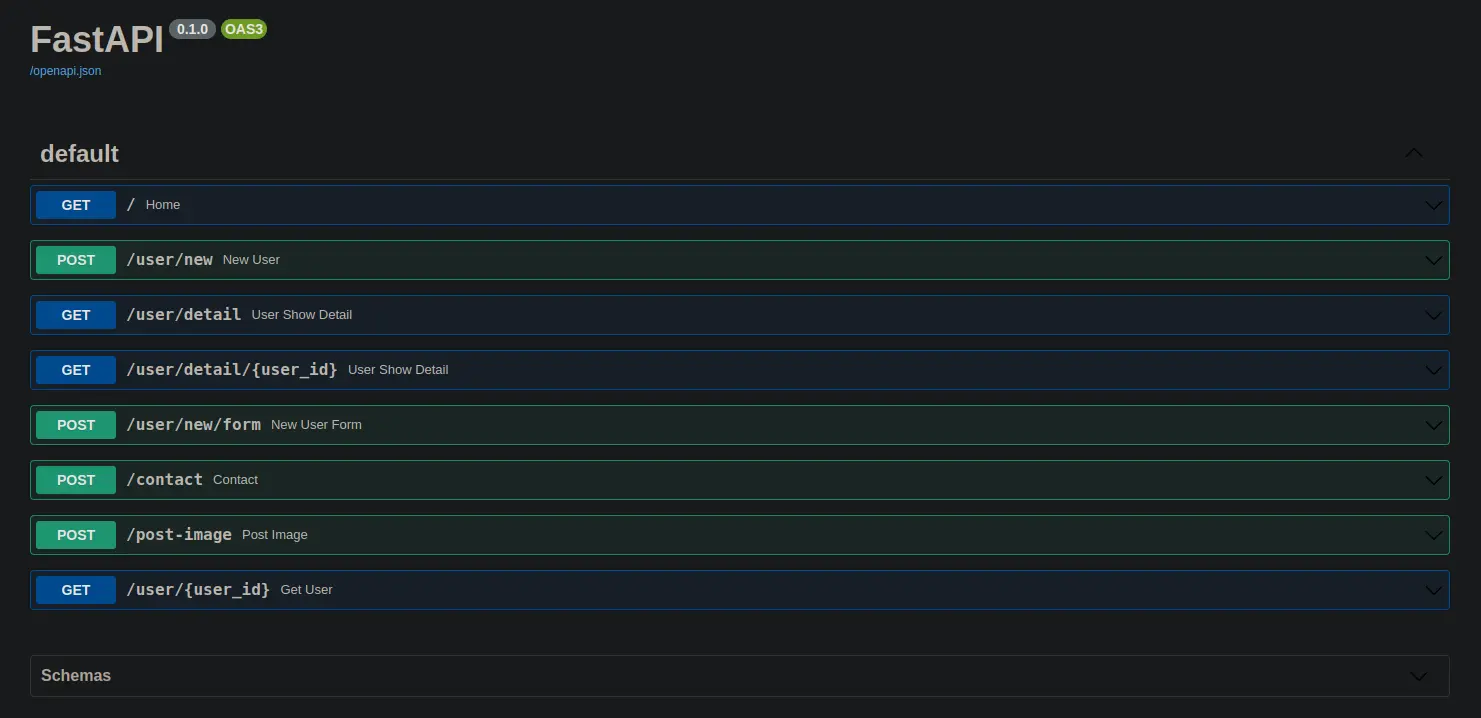 FastAPI 0.1.0 OAS3
/openapi.json
default
GET / Home
POST /user/new New User
GET /user/detail User Show Detail
GET /user/detail/{user_id} User Show Detail
POST /user/new/form New User Form
POST /contact Contact
POST /post-image Post Image
GET /user/{user_id} Get User
Schemas